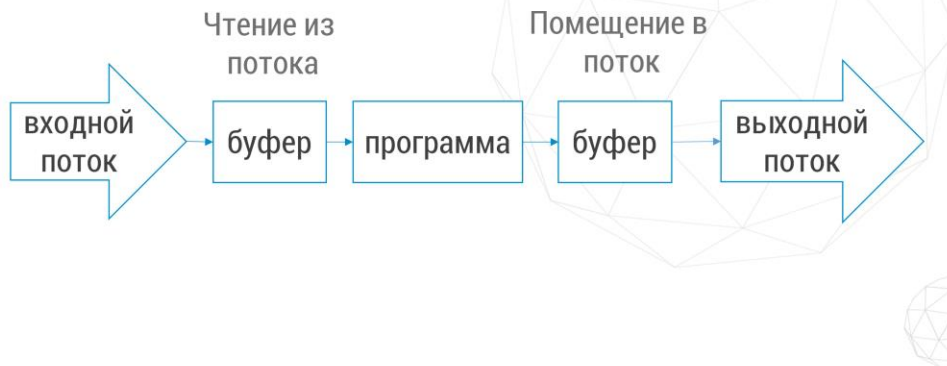 Чтение из
потока
Помещение в
поток
входной
поток
буфер
программа
буфер
выходной
поток